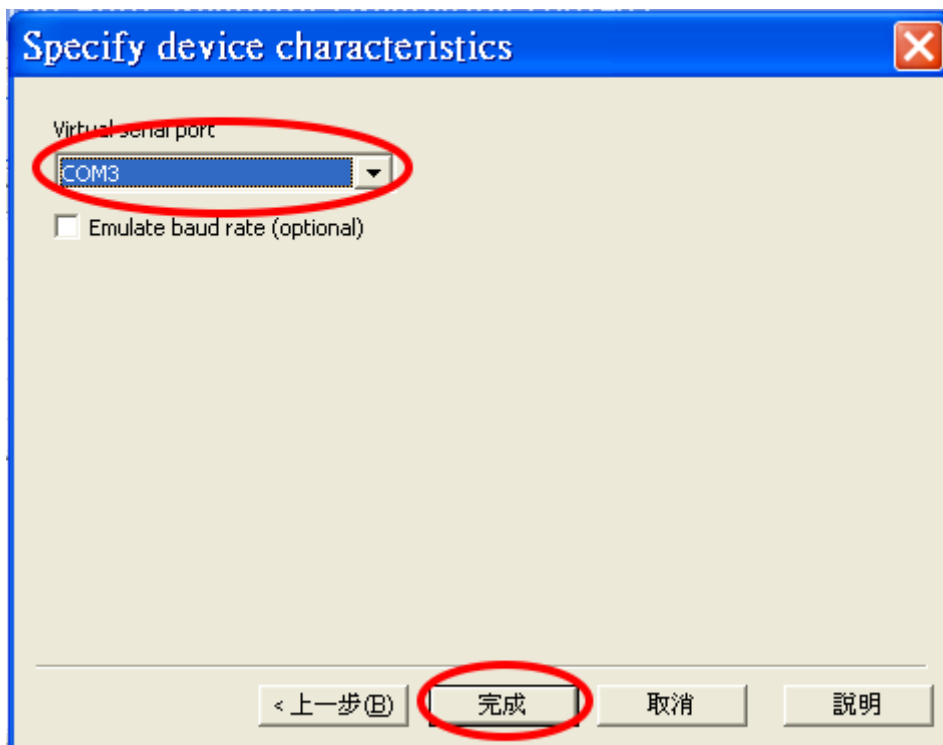 Specify device characteristics
Virtual serial port
COM3
Emulate baud rate (optional)
< 上一步(B)
完成
取消
說明